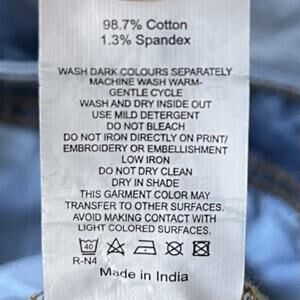 98.7% Cotton
1.3% Spandex
WASH DARK COLOURS SEPARATELY
MACHINE WASH WARM-
GENTLE CYCLE
WASH AND DRY INSIDE OUT
USE MILD DETERGENT
DO NOT BLEACH
DO NOT IRON DIRECTLY ON PRINT/
EMBROIDERY OR EMBELLISHMENT
LOW IRON
DO NOT DRY CLEAN
DRY IN SHADE
THIS GARMENT COLOR MAY
TRANSFER TO OTHER SURFACES.
AVOID MAKING CONTACT WITH
LIGHT COLORED SURFACES.
40
R-N4
Made in India